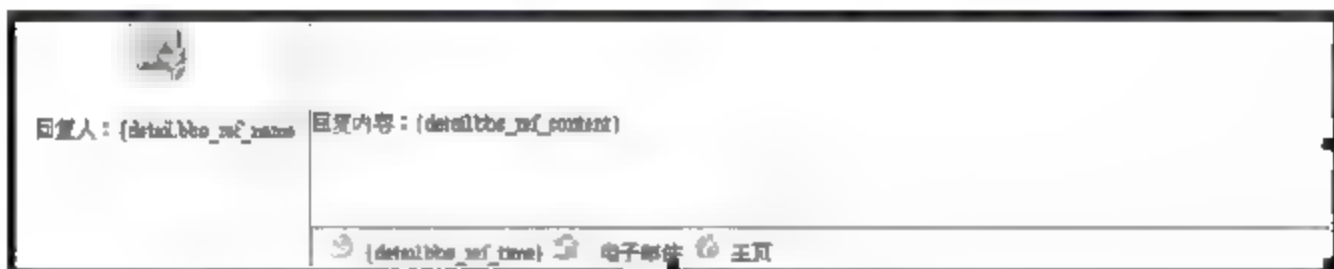 回复人：{detail.bbs_ref_name
回复内容：{detail.bbs_ref_content}
{detail.bbs_ref_time} 电子邮件 主页